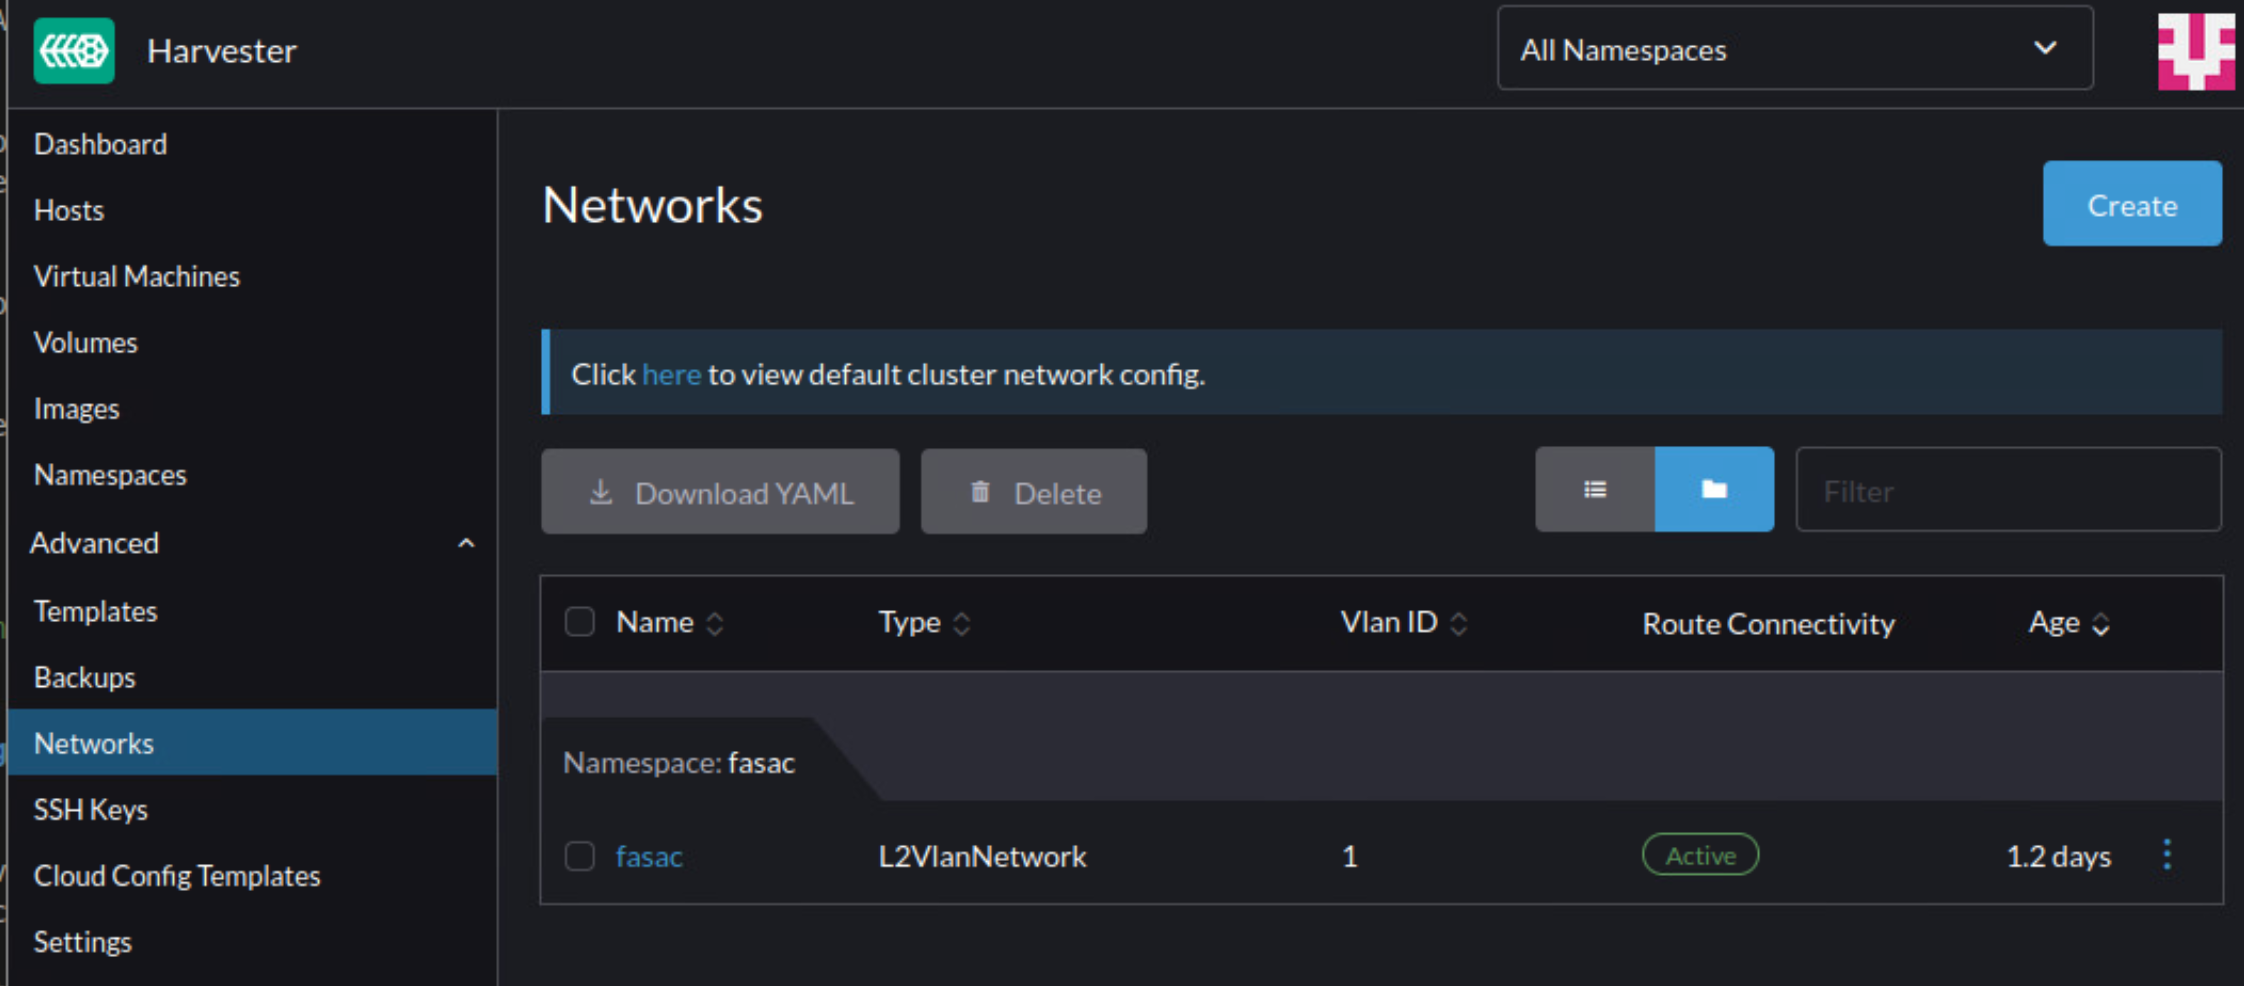 Harvester
All Namespaces
Dashboard
Hosts
Virtual Machines
Volumes
Images
Namespaces
Advanced
Templates
Backups
Networks
SSH Keys
Cloud Config Templates
Settings
Networks
Create
Click here to view default cluster network config.
Download YAML Delete Filter
Name Type Vlan ID Route Connectivity Age
Namespace: fasac
fasac L2VlanNetwork 1 Active 1.2 days